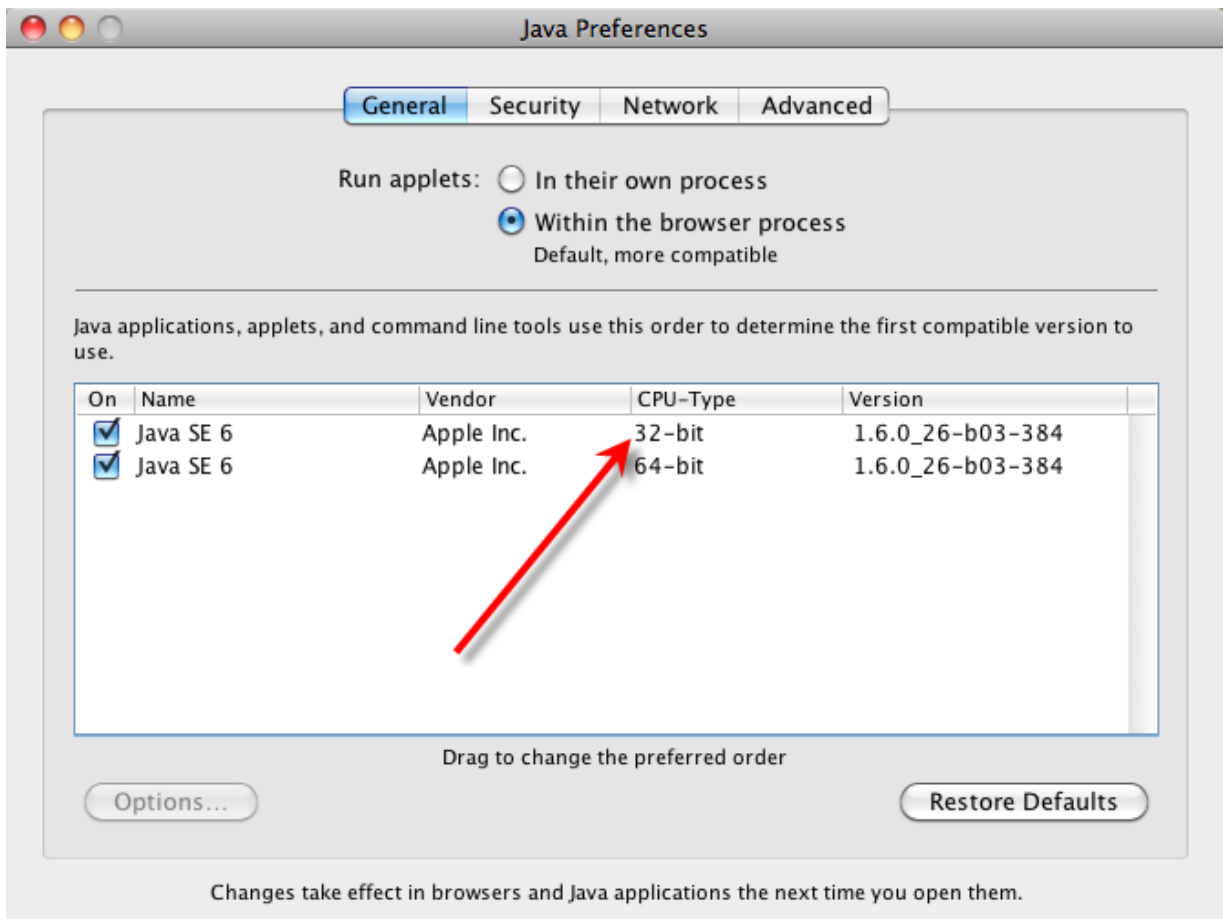 Java Preferences
General Security Network Advanced
Run applets: In their own process
Within the browser process
Default, more compatible
Java applications, applets, and command line tools use this order to determine the first compatible version to
use.
On Name Vendor CPU-Type Version
Java SE 6 Apple Inc. 32-bit 1.6.0_26-b03-384
Java SE 6 Apple Inc. 64-bit 1.6.0_26-b03-384
Drag to change the preferred order
Options... Restore Defaults
Changes take effect in browsers and Java applications the next time you open them.